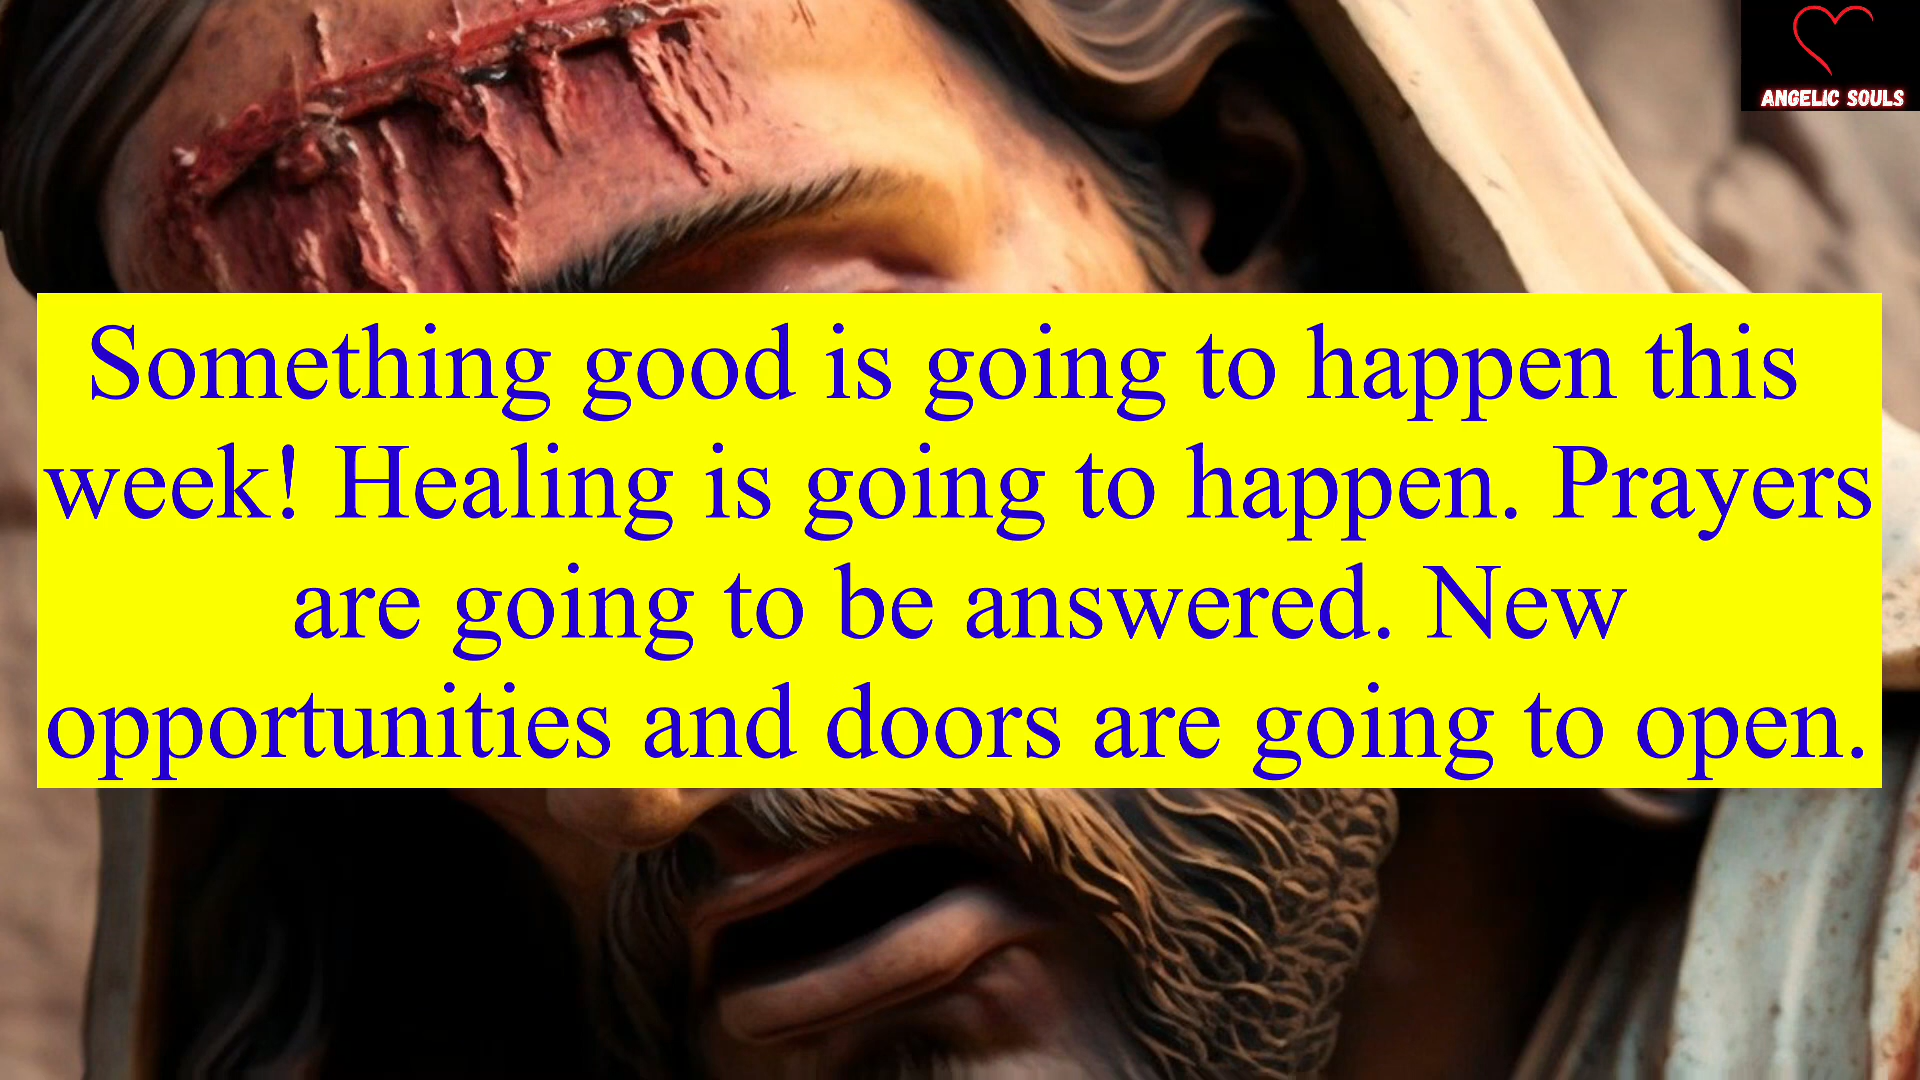 ANGELIC SOULS
Something good is going to happen this
week! Healing is going to happen. Prayers
are going to be answered. New
opportunities and doors are going to open.